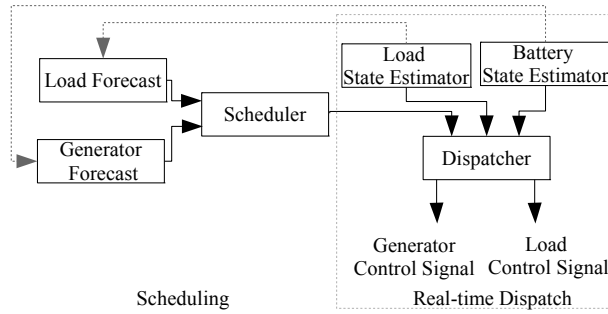 Load
State Estimator
Battery
State Estimator
Load Forecast
Scheduler
Generator
Forecast
Dispatcher
Generator
Control Signal
Load
Control Signal
Scheduling
Real-time Dispatch